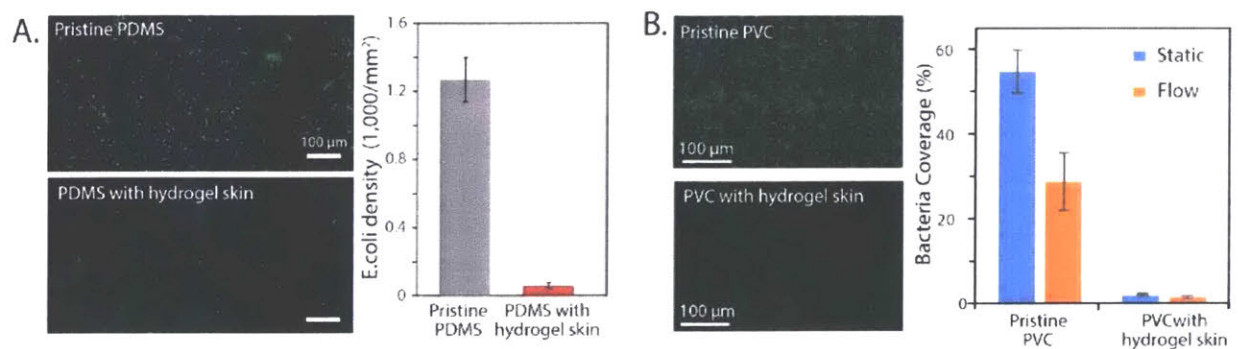 A.
Pristine PDMS
100 µm
PDMS with hydrogel skin
E.coli density (1,000/mm²)
1.6
1.2
0.8
0.4
0
Pristine
PDMS
PDMS with
hydrogel skin
B.
Pristine PVC
100 µm
PVC with hydrogel skin
100 µm
Bacteria Coverage (%)
60
40
20
0
Static
Flow
Pristine
PVC
PVCwith
hydrogel skin